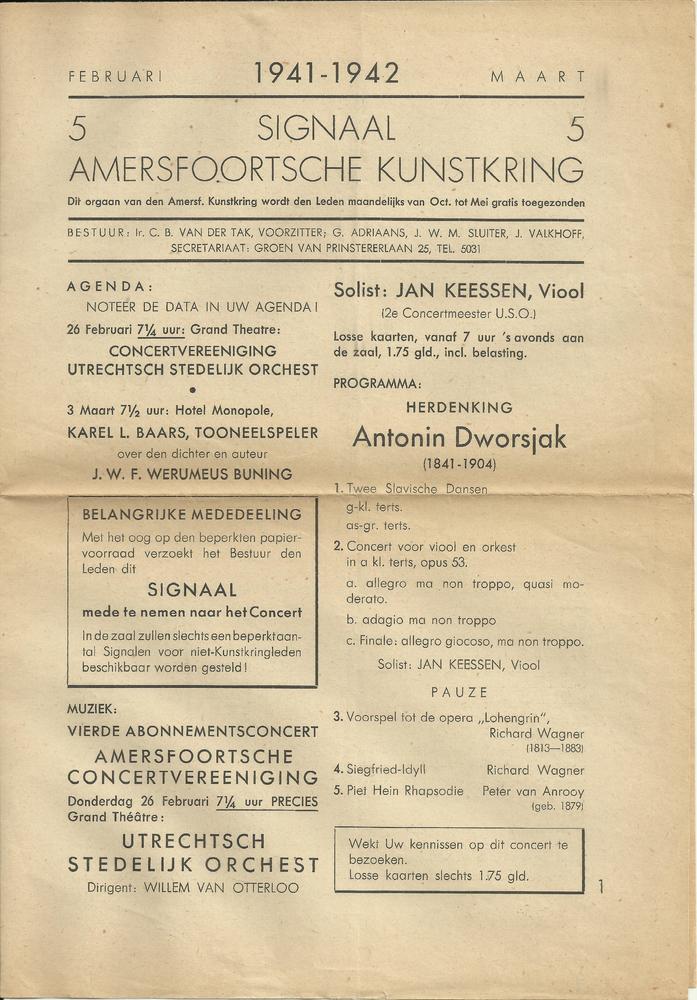 FEBRUARI 1941-1942 MAART
5 SIGNAAL 5
AMERSFOORTSCHE KUNSTKRING
Dit orgaan van den Amersf. Kunstkring wordt den Leden maandelijks van Oct. tot Mei gratis toegezonden
BESTUUR: Ir. C. B. VAN DER TAK, VOORZITTER; G. ADRIAANS, J. W. M. SLUITER, J. VALKHOFF,
SECRETARIAAT: GROEN VAN PRINSTERERLAAN 25, TEL. 5031
AGENDA:
NOTEER DE DATA IN UW AGENDA!
26 Februari 7¼ uur: Grand Theatre:
CONCERTVEREENIGING
UTRECHTSCH STEDELIJK ORCHEST
•
3 Maart 7½ uur: Hotel Monopole,
KAREL L. BAARS, TOONEELSPELER
over den dichter en auteur
J. W. F. WERUMEUS BUNING
BELANGRIJKE MEDEDEELING
Met het oog op den beperkten papier-
voorraad verzoekt het Bestuur den
Leden dit
SIGNAAL
mede te nemen naar het Concert
In de zaal zullen slechts een beperkt aan-
tal Signalen voor niet-Kunstkringleden
beschikbaar worden gesteld!
MUZIEK:
VIERDE ABONNEMENTSCONCERT
AMERSFOORTSCHE
CONCERTVEREENIGING
Donderdag 26 Februari 7¼ uur PRECIES
Grand Théâtre:
UTRECHTSCH
STEDELIJK ORCHEST
Dirigent: WILLEM VAN OTTERLOO
Solist: JAN KEESSEN, Viool
(2e Concertmeester U.S.O.)
Losse kaarten, vanaf 7 uur 's avonds aan
de zaal, 1.75 gld., incl. belasting.
PROGRAMMA:
HERDENKING
Antonin Dworsjak
(1841-1904)
1. Twee Slavische Dansen
g-kl. terts.
as-gr. terts.
2. Concert voor viool en orkest
in a kl. terts, opus 53.
a. allegro ma non troppo, quasi mo-
derato.
b. adagio ma non troppo
c. Finale: allegro giocoso, ma non troppo.
Solist: JAN KEESSEN, Viool
PAUZE
3. Voorspel tot de opera „Lohengrin”,
Richard Wagner
(1813—1883)
4. Siegfried-Idyll Richard Wagner
5. Piet Hein Rhapsodie Peter van Anrooy
(geb. 1879)
Wekt Uw kennissen op dit concert te
bezoeken.
Losse kaarten slechts 1.75 gld.
1